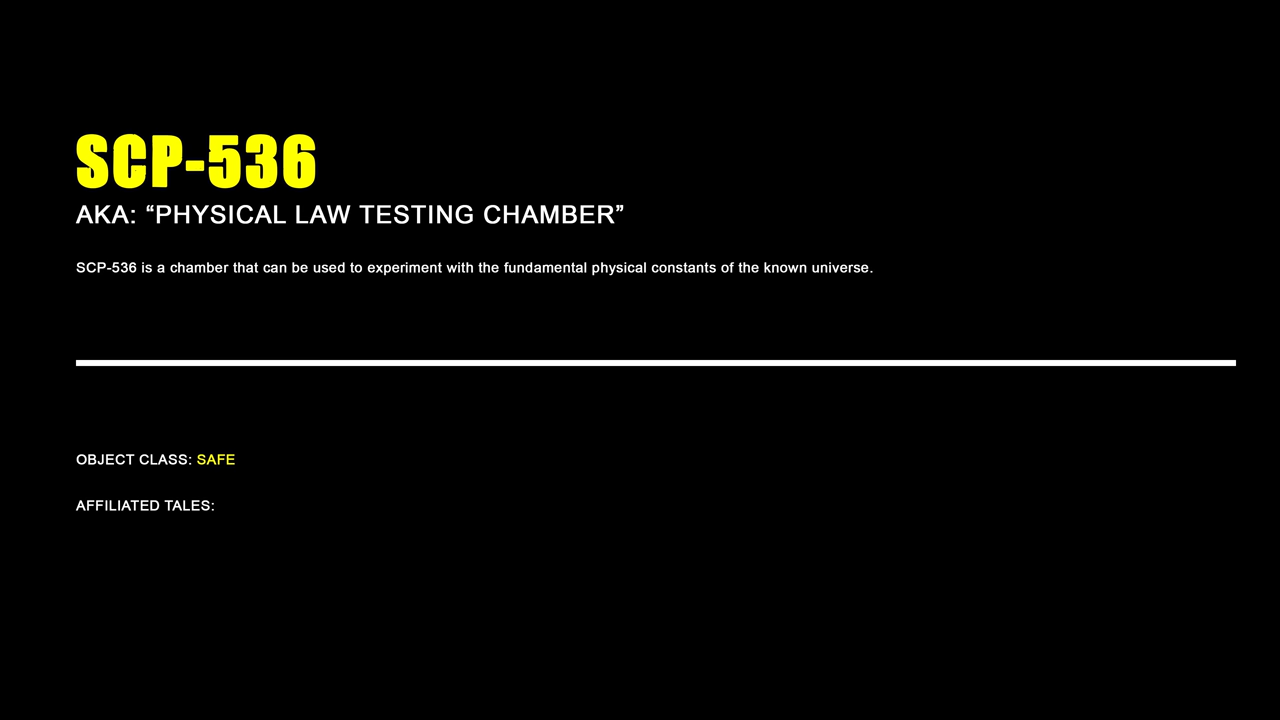 SCP-536
AKA: “PHYSICAL LAW TESTING CHAMBER”
SCP-536 is a chamber that can be used to experiment with the fundamental physical constants of the known universe.
OBJECT CLASS: SAFE
AFFILIATED TALES: